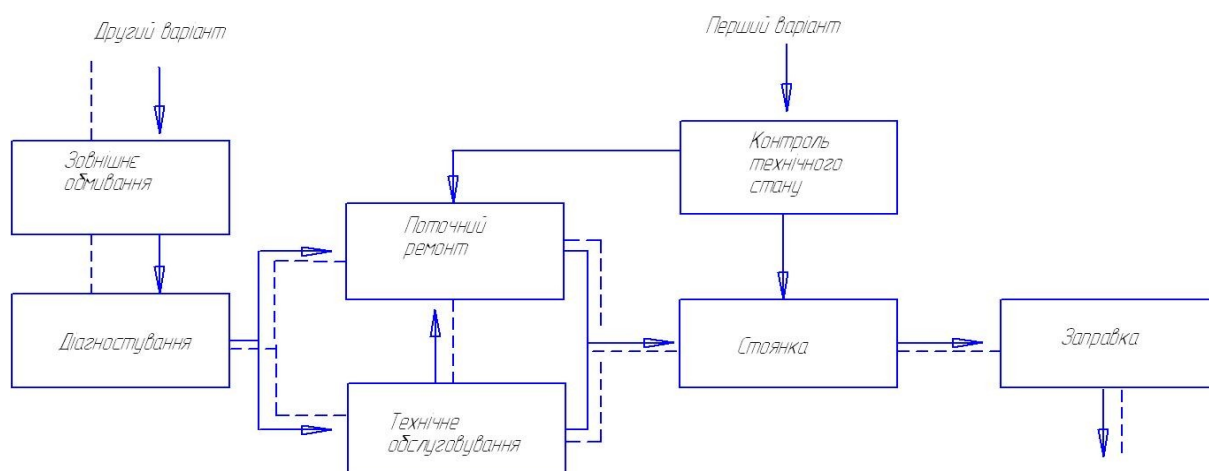 Другий варіант
Перший варіант
Контроль
технічного
стану
Зовнішнє
обмивання
Поточний
ремонт
Діагностування
Стоянка
Заправка
Технічне
обслуговування